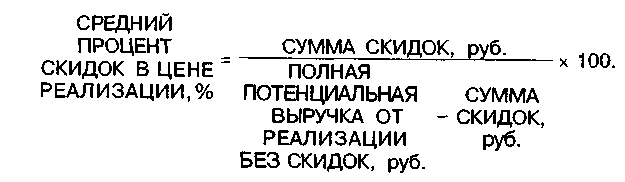 СРЕДНИЙ
ПРОЦЕНТ
СКИДОК В ЦЕНЕ
РЕАЛИЗАЦИИ, %
=
СУММА СКИДОК, руб.
ПОЛНАЯ
ПОТЕНЦИАЛЬНАЯ
ВЫРУЧКА ОТ
РЕАЛИЗАЦИИ
БЕЗ СКИДОК, руб.
СУММА
- СКИДОК,
руб.
х 100.